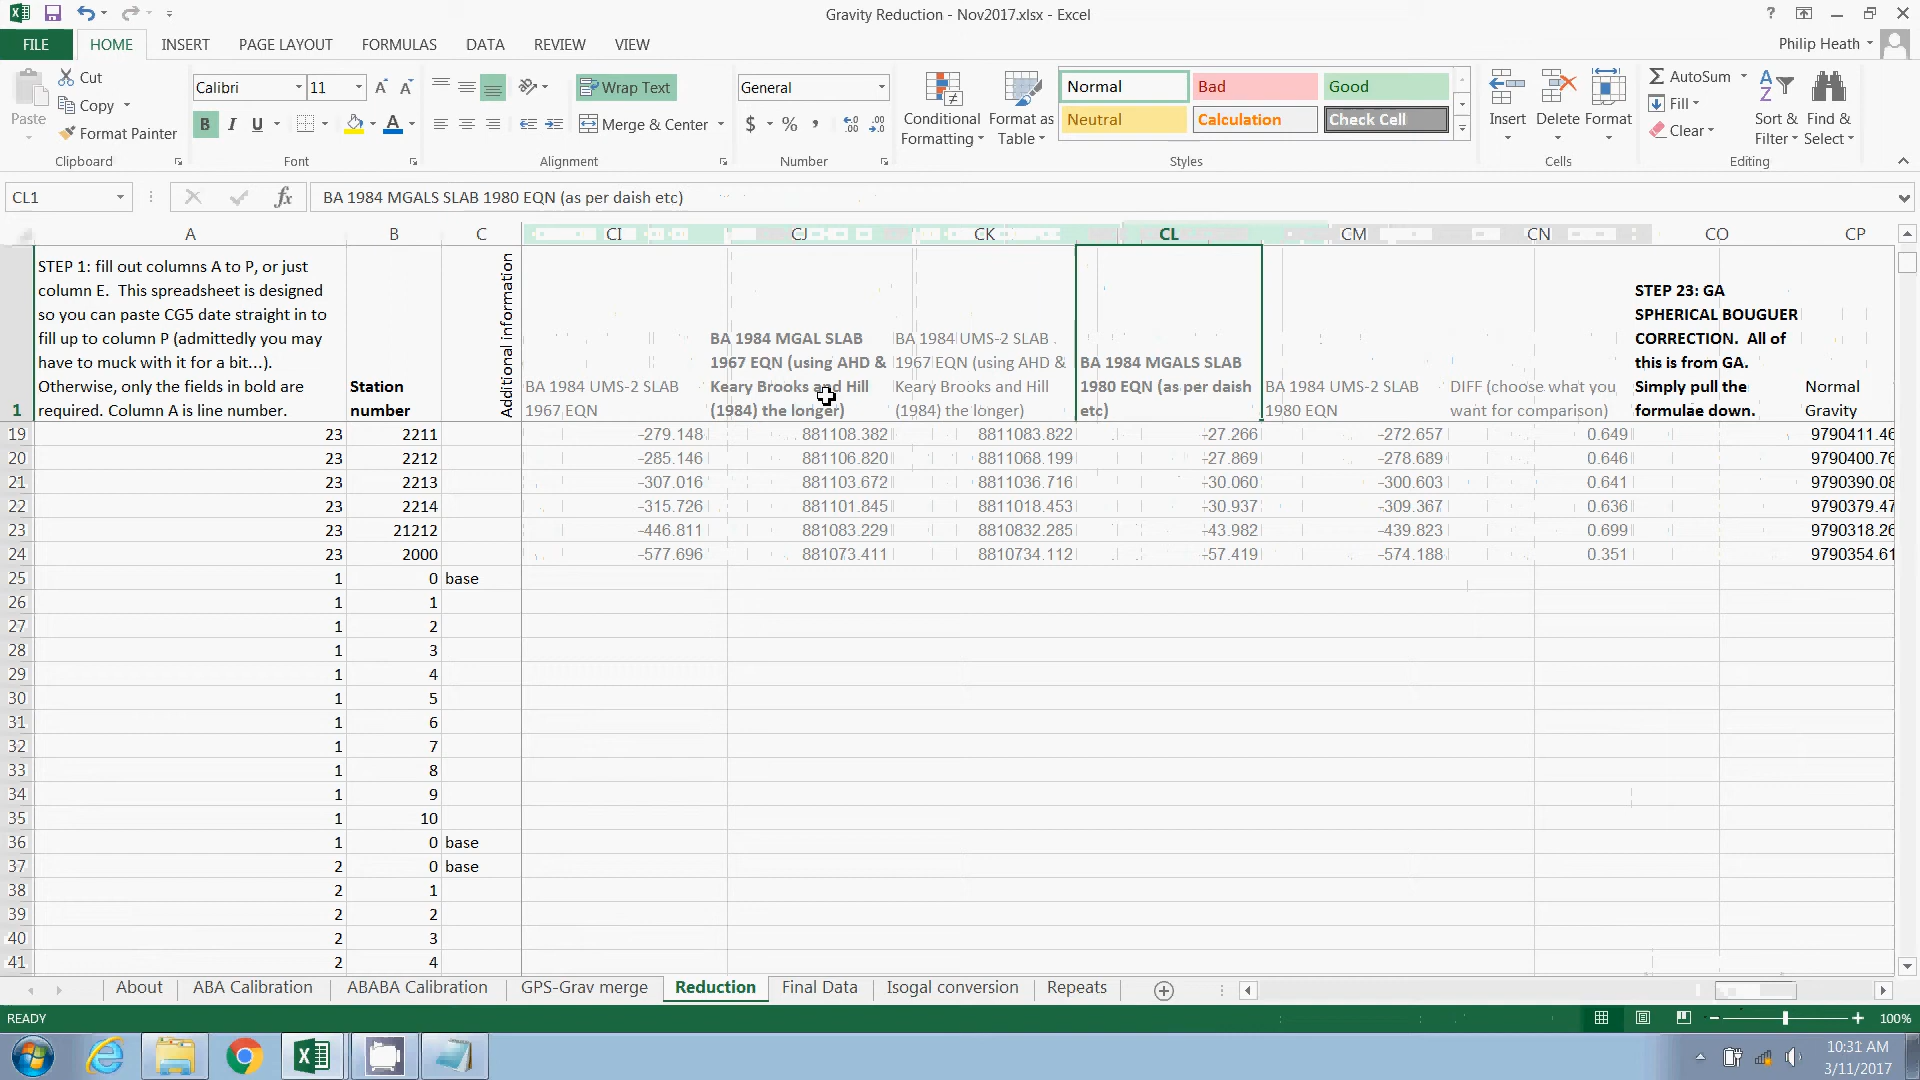 Gravity Reduction - Nov2017.xlsx - Excel
?
FILE HOME INSERT PAGE LAYOUT FORMULAS DATA REVIEW VIEW Philip Heath
Paste Cut Copy Format Painter
Clipboard
Calibri 11
B I U
Font
Wrap Text
Merge & Center
Alignment
General
$ % ,
Number
Conditional Formatting
Format as Table
Normal Bad Good
Neutral Calculation Check Cell
Styles
Insert Delete Format
Cells
AutoSum
Fill
Clear
Sort & Filter
Find & Select
Editing
CL1 fx BA 1984 MGALS SLAB 1980 EQN (as per daish etc)
A B C CI CJ CK CL CM CN CO CP
1
STEP 1: fill out columns A to P, or just
column E. This spreadsheet is designed
so you can paste CG5 date straight in to
fill up to column P (admittedly you may
have to muck with it for a bit...).
Otherwise, only the fields in bold are
required. Column A is line number.
Station
number
Additional information
BA 1984 UMS-2 SLAB
1967 EQN
BA 1984 MGAL SLAB
1967 EQN (using AHD &
Keary Brooks and Hill
(1984) the longer)
BA 1984 UMS-2 SLAB
1967 EQN (using AHD &
Keary Brooks and Hill
(1984) the longer)
BA 1984 MGALS SLAB
1980 EQN (as per daish
etc)
BA 1984 UMS-2 SLAB
1980 EQN
DIFF (choose what you
want for comparison)
STEP 23: GA
SPHERICAL BOUGUER
CORRECTION. All of
this is from GA.
Simply pull the
formulae down.
Normal
Gravity
19 23 2211 -279.148 881108.382 8811083.822 -27.266 -272.657 0.649 9790411.46
20 23 2212 -285.146 881106.820 8811068.199 -27.869 -278.689 0.646 9790400.76
21 23 2213 -307.016 881103.672 8811036.716 -30.060 -300.603 0.641 9790390.08
22 23 2214 -315.726 881101.845 8811018.453 -30.937 -309.367 0.636 9790379.47
23 23 21212 -446.811 881083.229 8810832.285 -43.982 -439.823 0.699 9790318.26
24 23 2000 -577.696 881073.411 8810734.112 -57.419 -574.188 0.351 9790354.61
25 1 0 base
26 1 1
27 1 2
28 1 3
29 1 4
30 1 5
31 1 6
32 1 7
33 1 8
34 1 9
35 1 10
36 1 0 base
37 2 0 base
38 2 1
39 2 2
40 2 3
41 2 4
About ABA Calibration ABABA Calibration GPS-Grav merge Reduction Final Data Isogal conversion Repeats
READY 100%
10:31 AM
3/11/2017